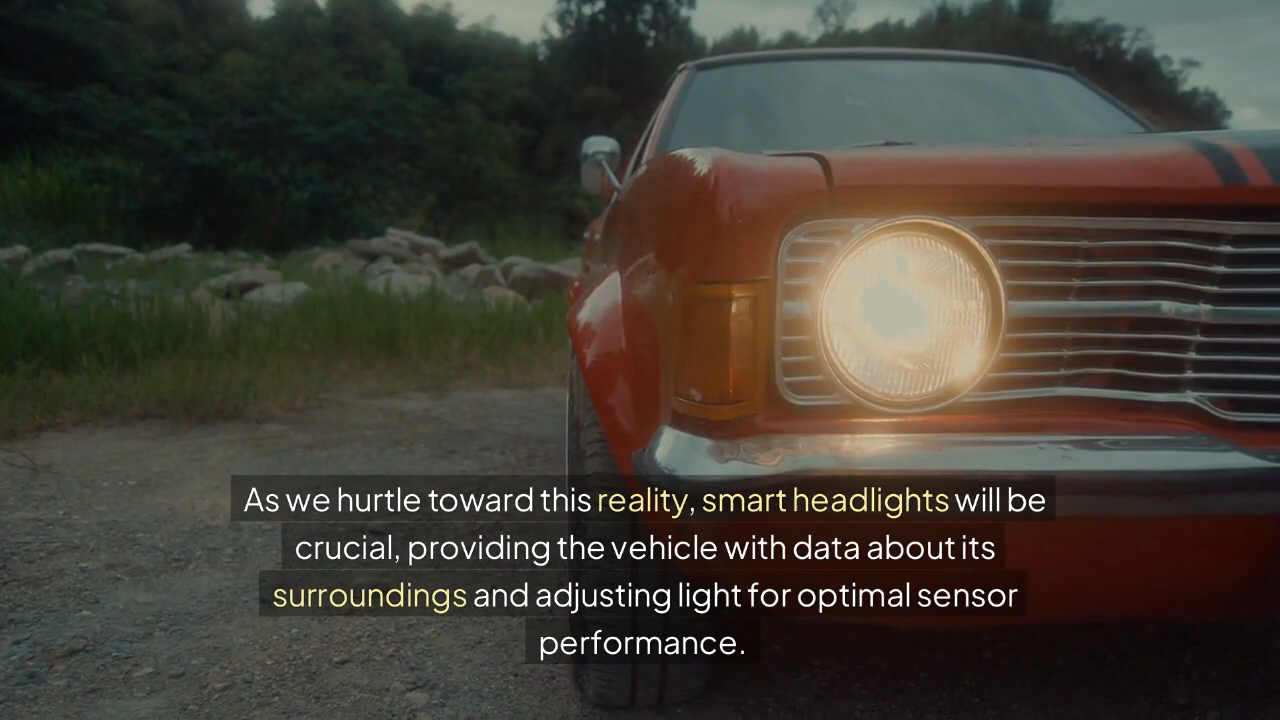 As we hurtle toward this reality, smart headlights will be
crucial, providing the vehicle with data about its
surroundings and adjusting light for optimal sensor
performance.